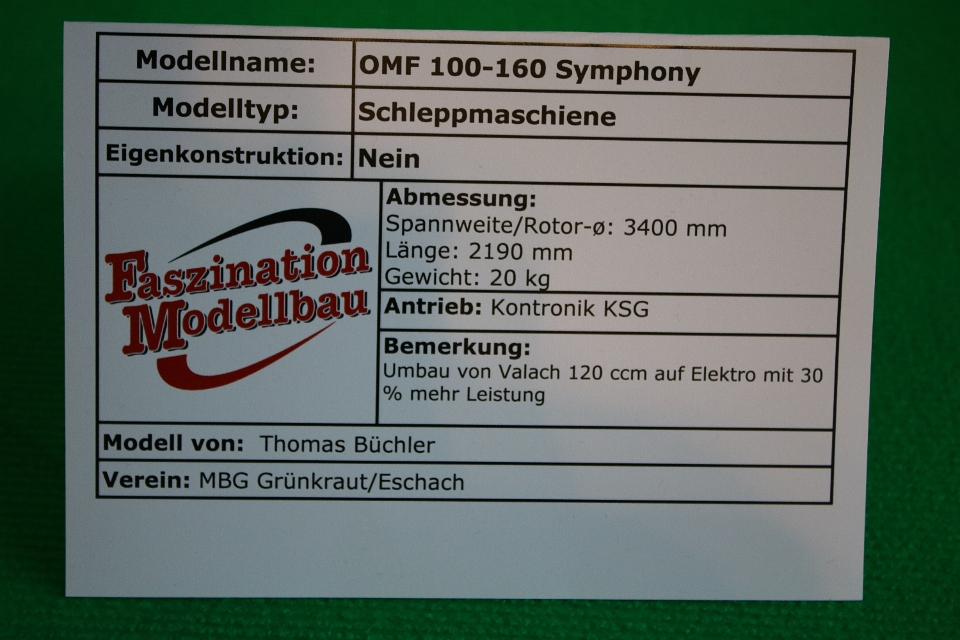 Modellname: OMF 100-160 Symphony
Modelltyp: Schleppmaschiene
Eigenkonstruktion: Nein
Faszination
Modellbau
Abmessung:
Spannweite/Rotor-ø: 3400 mm
Länge: 2190 mm
Gewicht: 20 kg
Antrieb: Kontronik KSG
Bemerkung:
Umbau von Valach 120 ccm auf Elektro mit 30
% mehr Leistung
Modell von: Thomas Büchler
Verein: MBG Grünkraut/Eschach